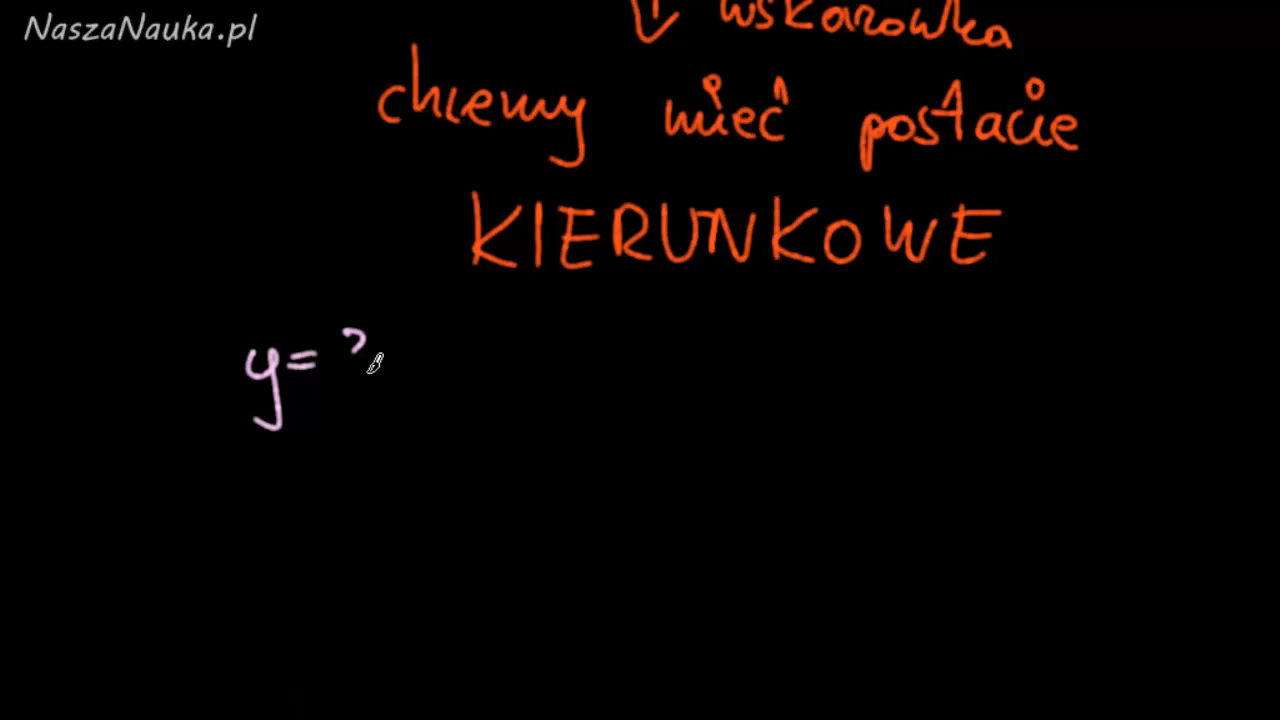 NaszaNauka.pl
wskazówka
chcemy mieć postacie
KIERUNKOWE
y=